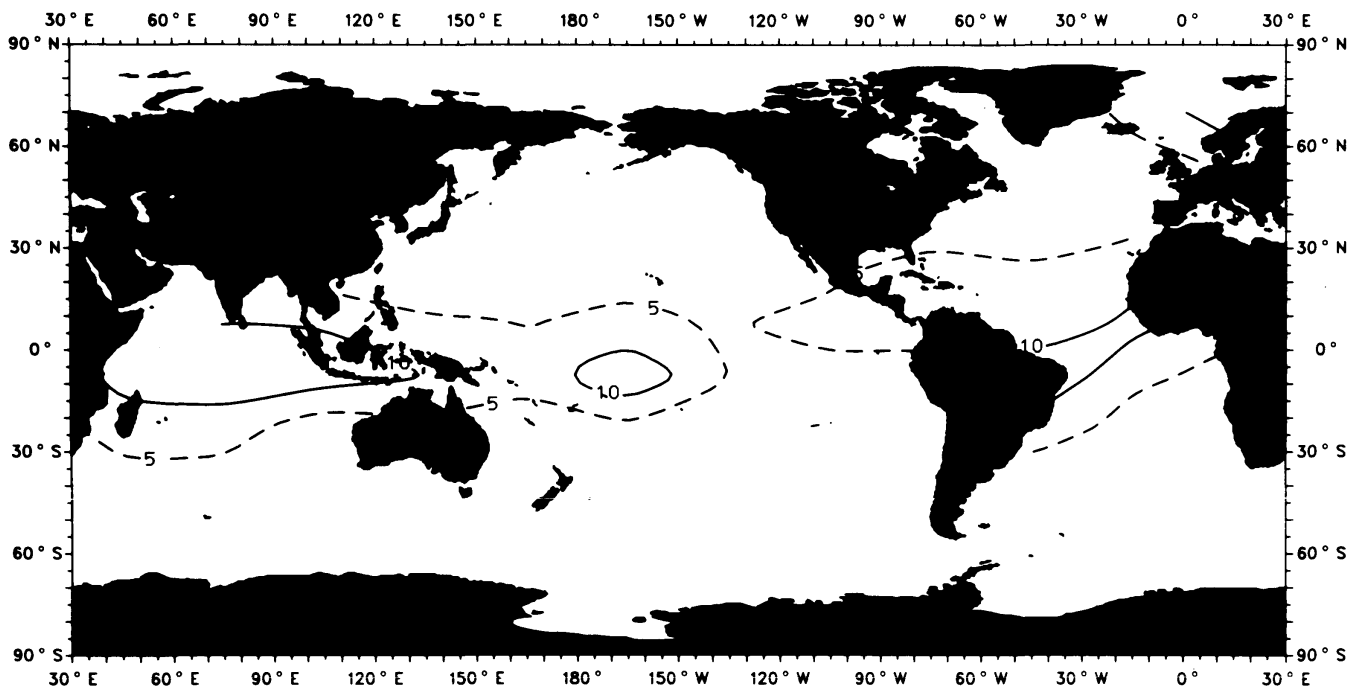 30° E 60° E 90° E 120° E 150° E 180° 150° W 120° W 90° W 60° W 30° W 0° 30° E
90° N 90° N
60° N 60° N
30° N 30° N
5
5
0° 10 10 0°
10
5
30° S 5 30° S
60° S 60° S
90° S 90° S
30° E 60° E 90° E 120° E 150° E 180° 150° W 120° W 90° W 60° W 30° W 0° 30° E